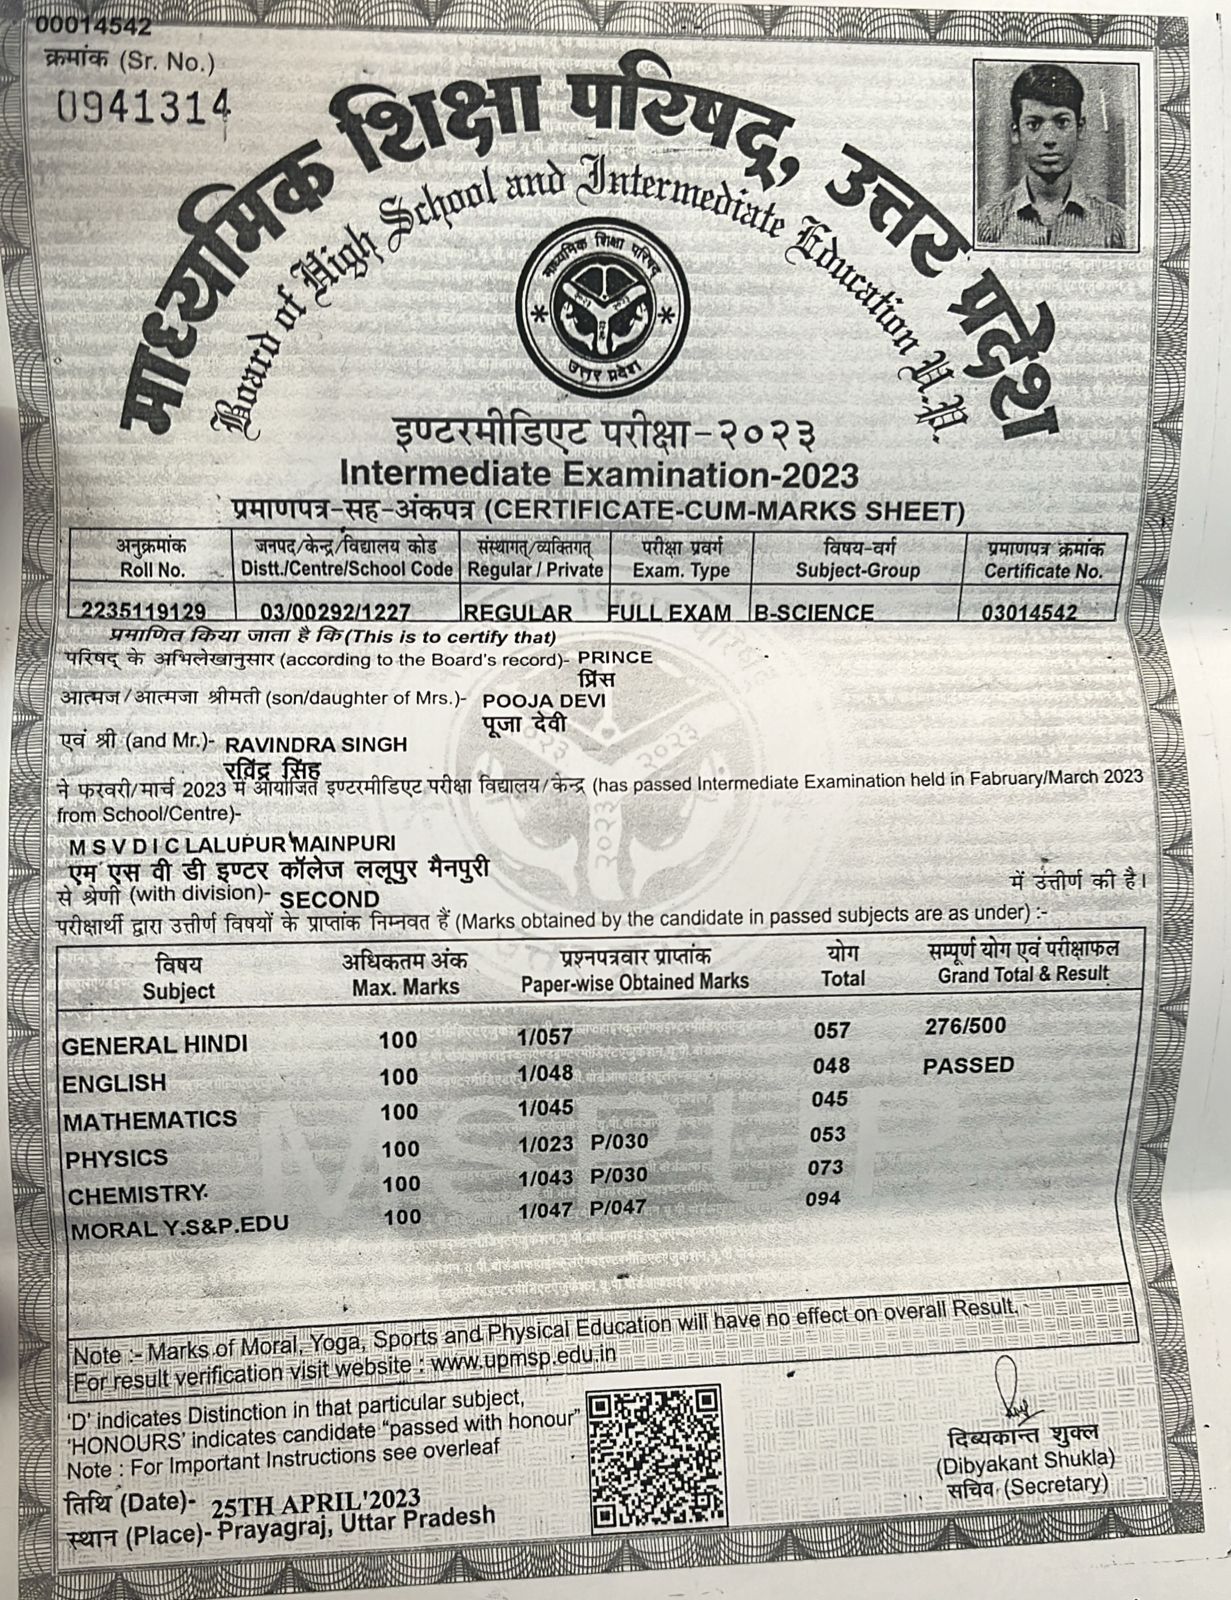 00014542
क्रमांक (Sr. No.)
0941314
माध्यमिक शिक्षा परिषद्, उत्तर प्रदेश
Board of High School and Intermediate Education U.P.
माध्यमिक शिक्षा परिषद्
उत्तर प्रदेश
इण्टरमीडिएट परीक्षा-२०२३
Intermediate Examination-2023
प्रमाणपत्र-सह-अंकपत्र (CERTIFICATE-CUM-MARKS SHEET)
अनुक्रमांक जनपद/केन्द्र/विद्यालय कोड संस्थागत/व्यक्तिगत परीक्षा प्रवर्ग विषय-वर्ग प्रमाणपत्र क्रमांक
Roll No. Distt./Centre/School Code Regular / Private Exam. Type Subject-Group Certificate No.
2235119129 03/00292/1227 REGULAR FULL EXAM B-SCIENCE 03014542
प्रमाणित किया जाता है कि (This is to certify that)
परिषद् के अभिलेखानुसार (according to the Board's record)- PRINCE
प्रिंस
आत्मज/आत्मजा श्रीमती (son/daughter of Mrs.)- POOJA DEVI
पूजा देवी
एवं श्री (and Mr.)- RAVINDRA SINGH
रविंद्र सिंह
ने फरवरी/मार्च 2023 में आयोजित इण्टरमीडिएट परीक्षा विद्यालय/केन्द्र (has passed Intermediate Examination held in Fabruary/March 2023
from School/Centre)-
M S V D I C LALUPUR MAINPURI
एम एस वी डी इण्टर कॉलेज ललूपुर मैनपुरी
से श्रेणी (with division)- SECOND में उत्तीर्ण की है।
परीक्षार्थी द्वारा उत्तीर्ण विषयों के प्राप्तांक निम्नवत हैं (Marks obtained by the candidate in passed subjects are as under) :-
विषय अधिकतम अंक प्रश्नपत्रवार प्राप्तांक योग सम्पूर्ण योग एवं परीक्षाफल
Subject Max. Marks Paper-wise Obtained Marks Total Grand Total & Result
GENERAL HINDI 100 1/057 057 276/500
ENGLISH 100 1/048 048 PASSED
MATHEMATICS 100 1/045 045
PHYSICS 100 1/023 P/030 053
CHEMISTRY 100 1/043 P/030 073
MORAL Y.S&P.EDU 100 1/047 P/047 094
Note :- Marks of Moral, Yoga, Sports and Physical Education will have no effect on overall Result.
For result verification visit website : www.upmsp.edu.in
'D' indicates Distinction in that particular subject,
'HONOURS' indicates candidate "passed with honour"
Note : For Important Instructions see overleaf
तिथि (Date)- 25TH APRIL'2023
स्थान (Place)- Prayagraj, Uttar Pradesh
दिब्यकान्त शुक्ल
(Dibyakant Shukla)
सचिव (Secretary)